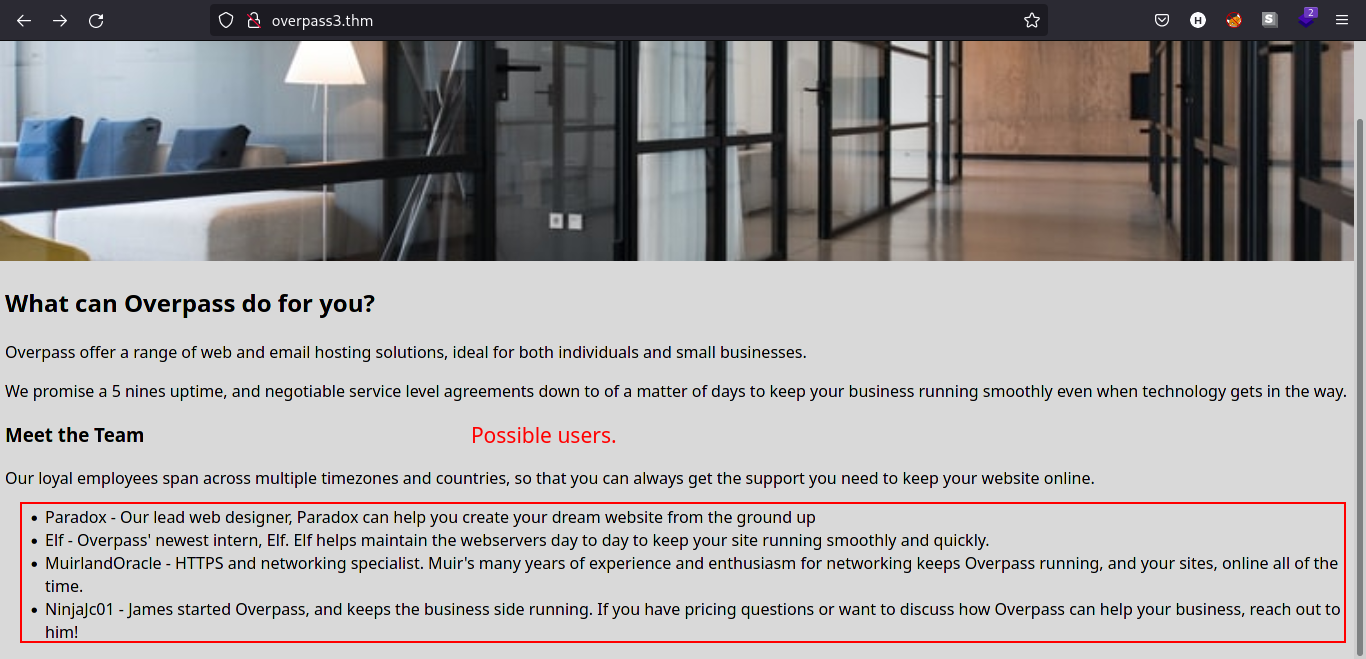 overpass3.thm
H
S
2
What can Overpass do for you?
Overpass offer a range of web and email hosting solutions, ideal for both individuals and small businesses.
We promise a 5 nines uptime, and negotiable service level agreements down to of a matter of days to keep your business running smoothly even when technology gets in the way.
Meet the Team
Possible users.
Our loyal employees span across multiple timezones and countries, so that you can always get the support you need to keep your website online.
• Paradox - Our lead web designer, Paradox can help you create your dream website from the ground up
• Elf - Overpass' newest intern, Elf. Elf helps maintain the webservers day to day to keep your site running smoothly and quickly.
• MuirlandOracle - HTTPS and networking specialist. Muir's many years of experience and enthusiasm for networking keeps Overpass running, and your sites, online all of the
time.
• NinjaJc01 - James started Overpass, and keeps the business side running. If you have pricing questions or want to discuss how Overpass can help your business, reach out to
him!